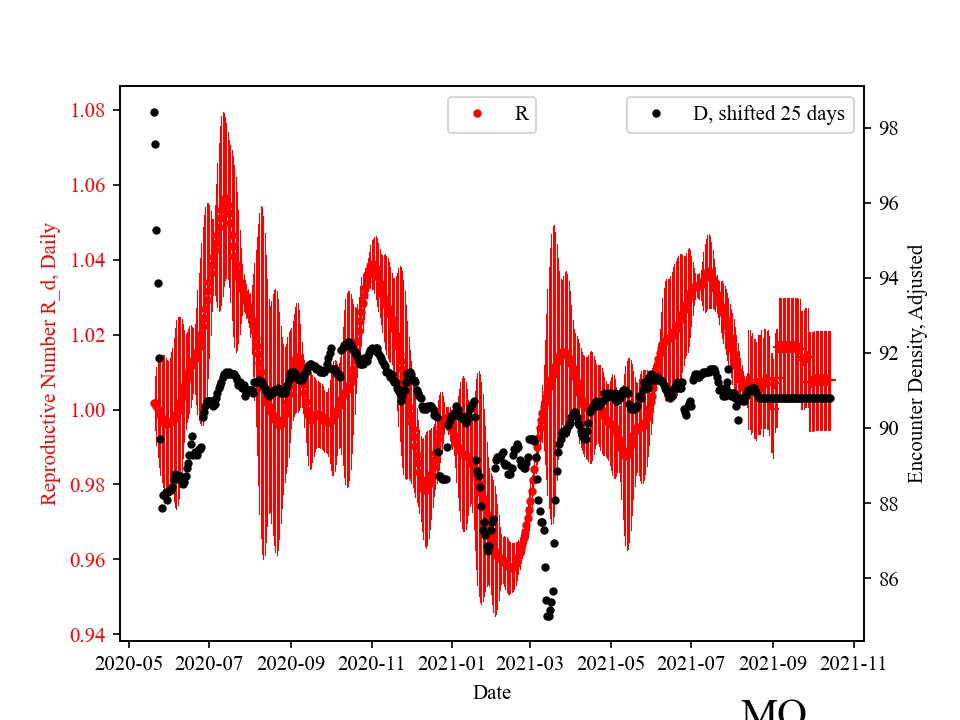 R
D, shifted 25 days
Reproductive Number R_d, Daily
1.08
1.06
1.04
1.02
1.00
0.98
0.96
0.94
98
96
94
92
90
88
86
Encounter Density, Adjusted
2020-05 2020-07 2020-09 2020-11 2021-01 2021-03 2021-05 2021-07 2021-09 2021-11
Date
MO